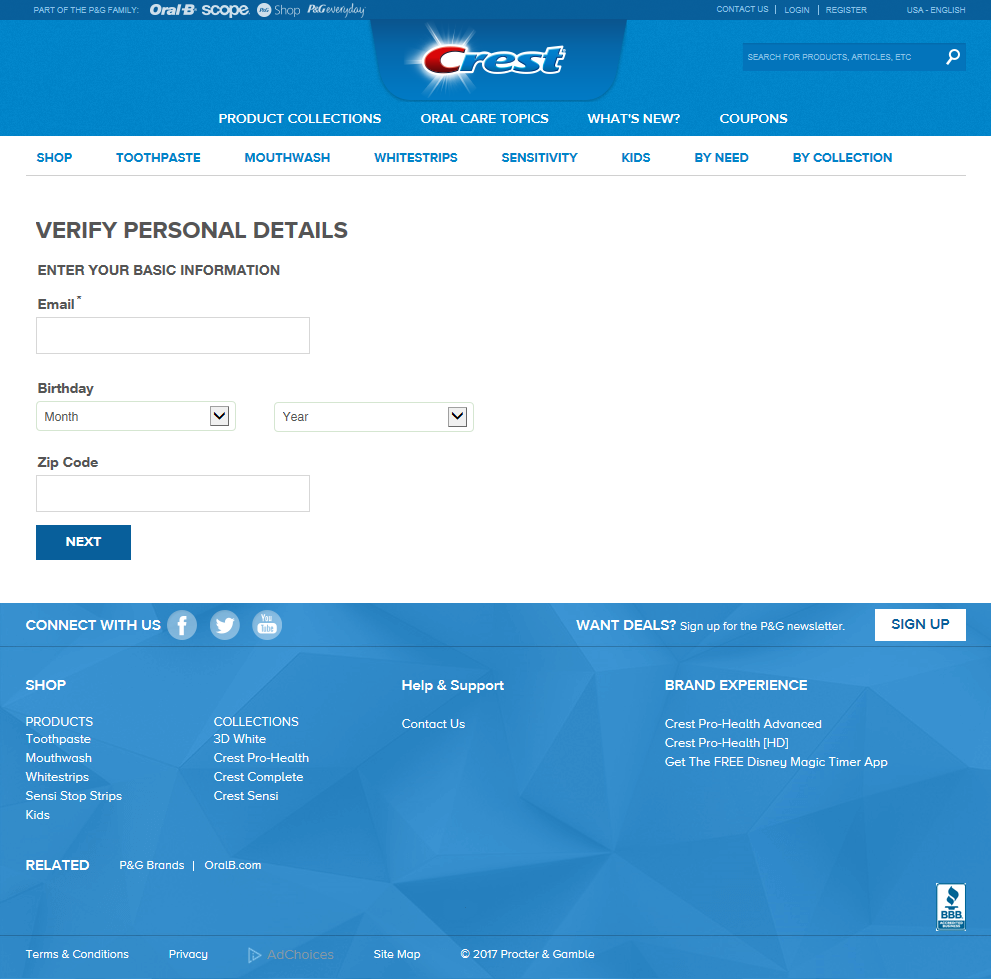 PART OF THE P&G FAMILY: Oral-B scope. P&G Shop P&G everyday
CONTACT US | LOGIN | REGISTER USA - ENGLISH
Crest
SEARCH FOR PRODUCTS, ARTICLES, ETC
PRODUCT COLLECTIONS ORAL CARE TOPICS WHAT'S NEW? COUPONS
SHOP TOOTHPASTE MOUTHWASH WHITESTRIPS SENSITIVITY KIDS BY NEED BY COLLECTION
VERIFY PERSONAL DETAILS
ENTER YOUR BASIC INFORMATION
Email*
Birthday
Month Year
Zip Code
NEXT
CONNECT WITH US f You Tube
WANT DEALS? Sign up for the P&G newsletter. SIGN UP
SHOP
PRODUCTS
Toothpaste
Mouthwash
Whitestrips
Sensi Stop Strips
Kids
COLLECTIONS
3D White
Crest Pro-Health
Crest Complete
Crest Sensi
Help & Support
Contact Us
BRAND EXPERIENCE
Crest Pro-Health Advanced
Crest Pro-Health [HD]
Get The FREE Disney Magic Timer App
RELATED P&G Brands | OralB.com
BBB
ACCREDITED
BUSINESS
Terms & Conditions Privacy AdChoices Site Map © 2017 Procter & Gamble